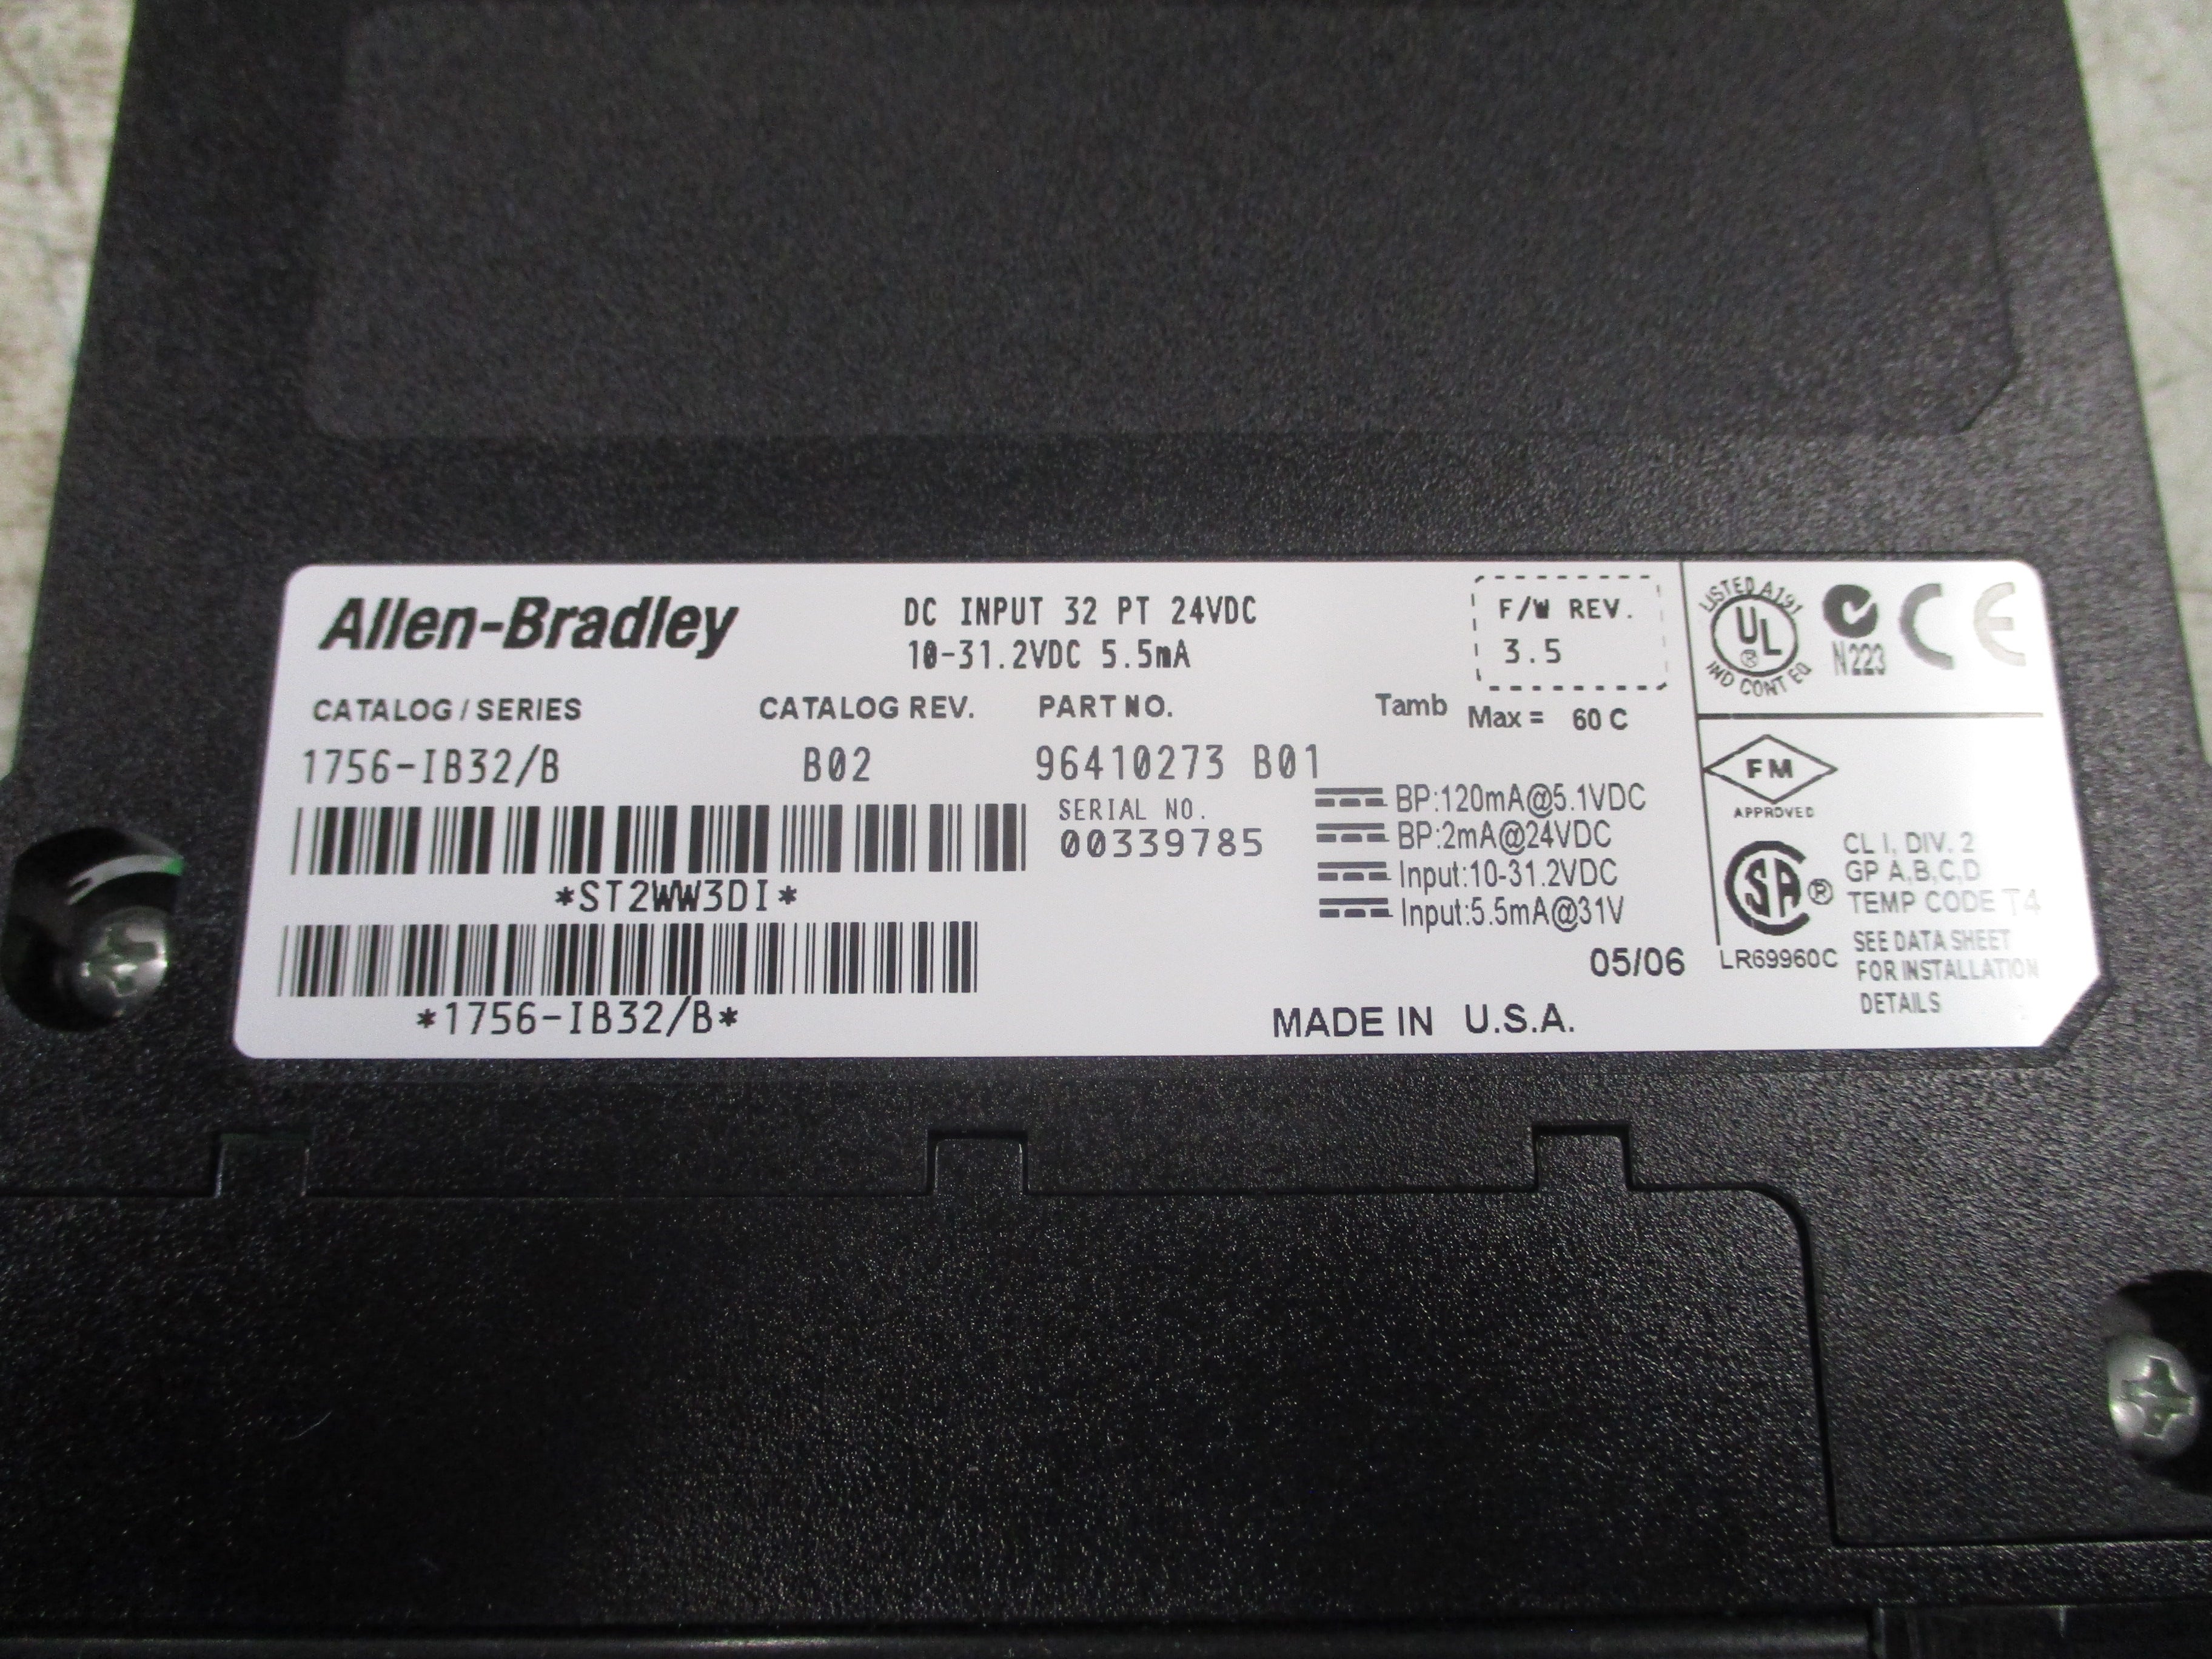 Allen-Bradley
DC INPUT 32 PT 24VDC
10-31.2VDC 5.5mA
F/W REV.
3.5
CATALOG / SERIES
CATALOG REV.
PART NO.
Tamb Max = 60 C
1756-IB32/B
B02
96410273 B01
SERIAL NO.
00339785
*ST2WW3DI*
*1756-IB32/B*
BP:120mA@5.1VDC
BP:2mA@24VDC
Input:10-31.2VDC
Input:5.5mA@31V
05/06
MADE IN U.S.A.
LISTED A191
UL
®
IND CONT EQ
N223
CE
FM
APPROVED
SA ®
LR69960C
CL I, DIV. 2
GP A,B,C,D
TEMP CODE T4
SEE DATA SHEET
FOR INSTALLATION
DETAILS